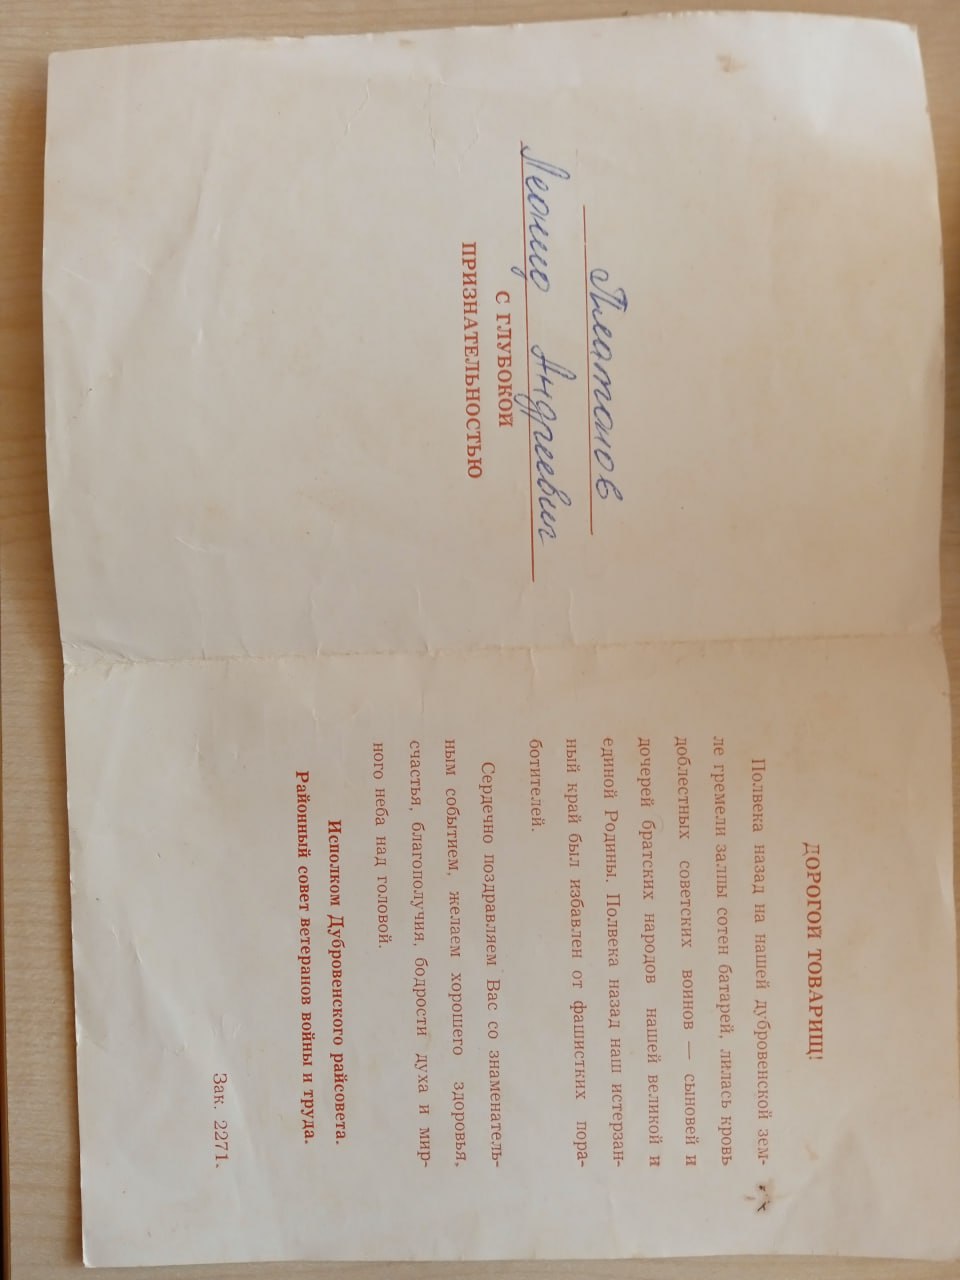 Платонов
Леонид Андреевич
С ГЛУБОКОЙ
ПРИЗНАТЕЛЬНОСТЬЮ
ДОРОГОЙ ТОВАРИЩ!
Полвека назад на нашей дубровенской зем-
ле гремели залпы сотен батарей, лилась кровь
доблестных советских воинов — сыновей и
дочерей братских народов нашей великой и
единой Родины. Полвека назад наш истерзан-
ный край был избавлен от фашистких пора-
ботителей.
Сердечно поздравляем Вас со знаменатель-
ным событием, желаем хорошего здоровья,
счастья, благополучия, бодрости духа и мир-
ного неба над головой.
Исполком Дубровенского райсовета.
Районный совет ветеранов войны и труда.
Зак. 2271.